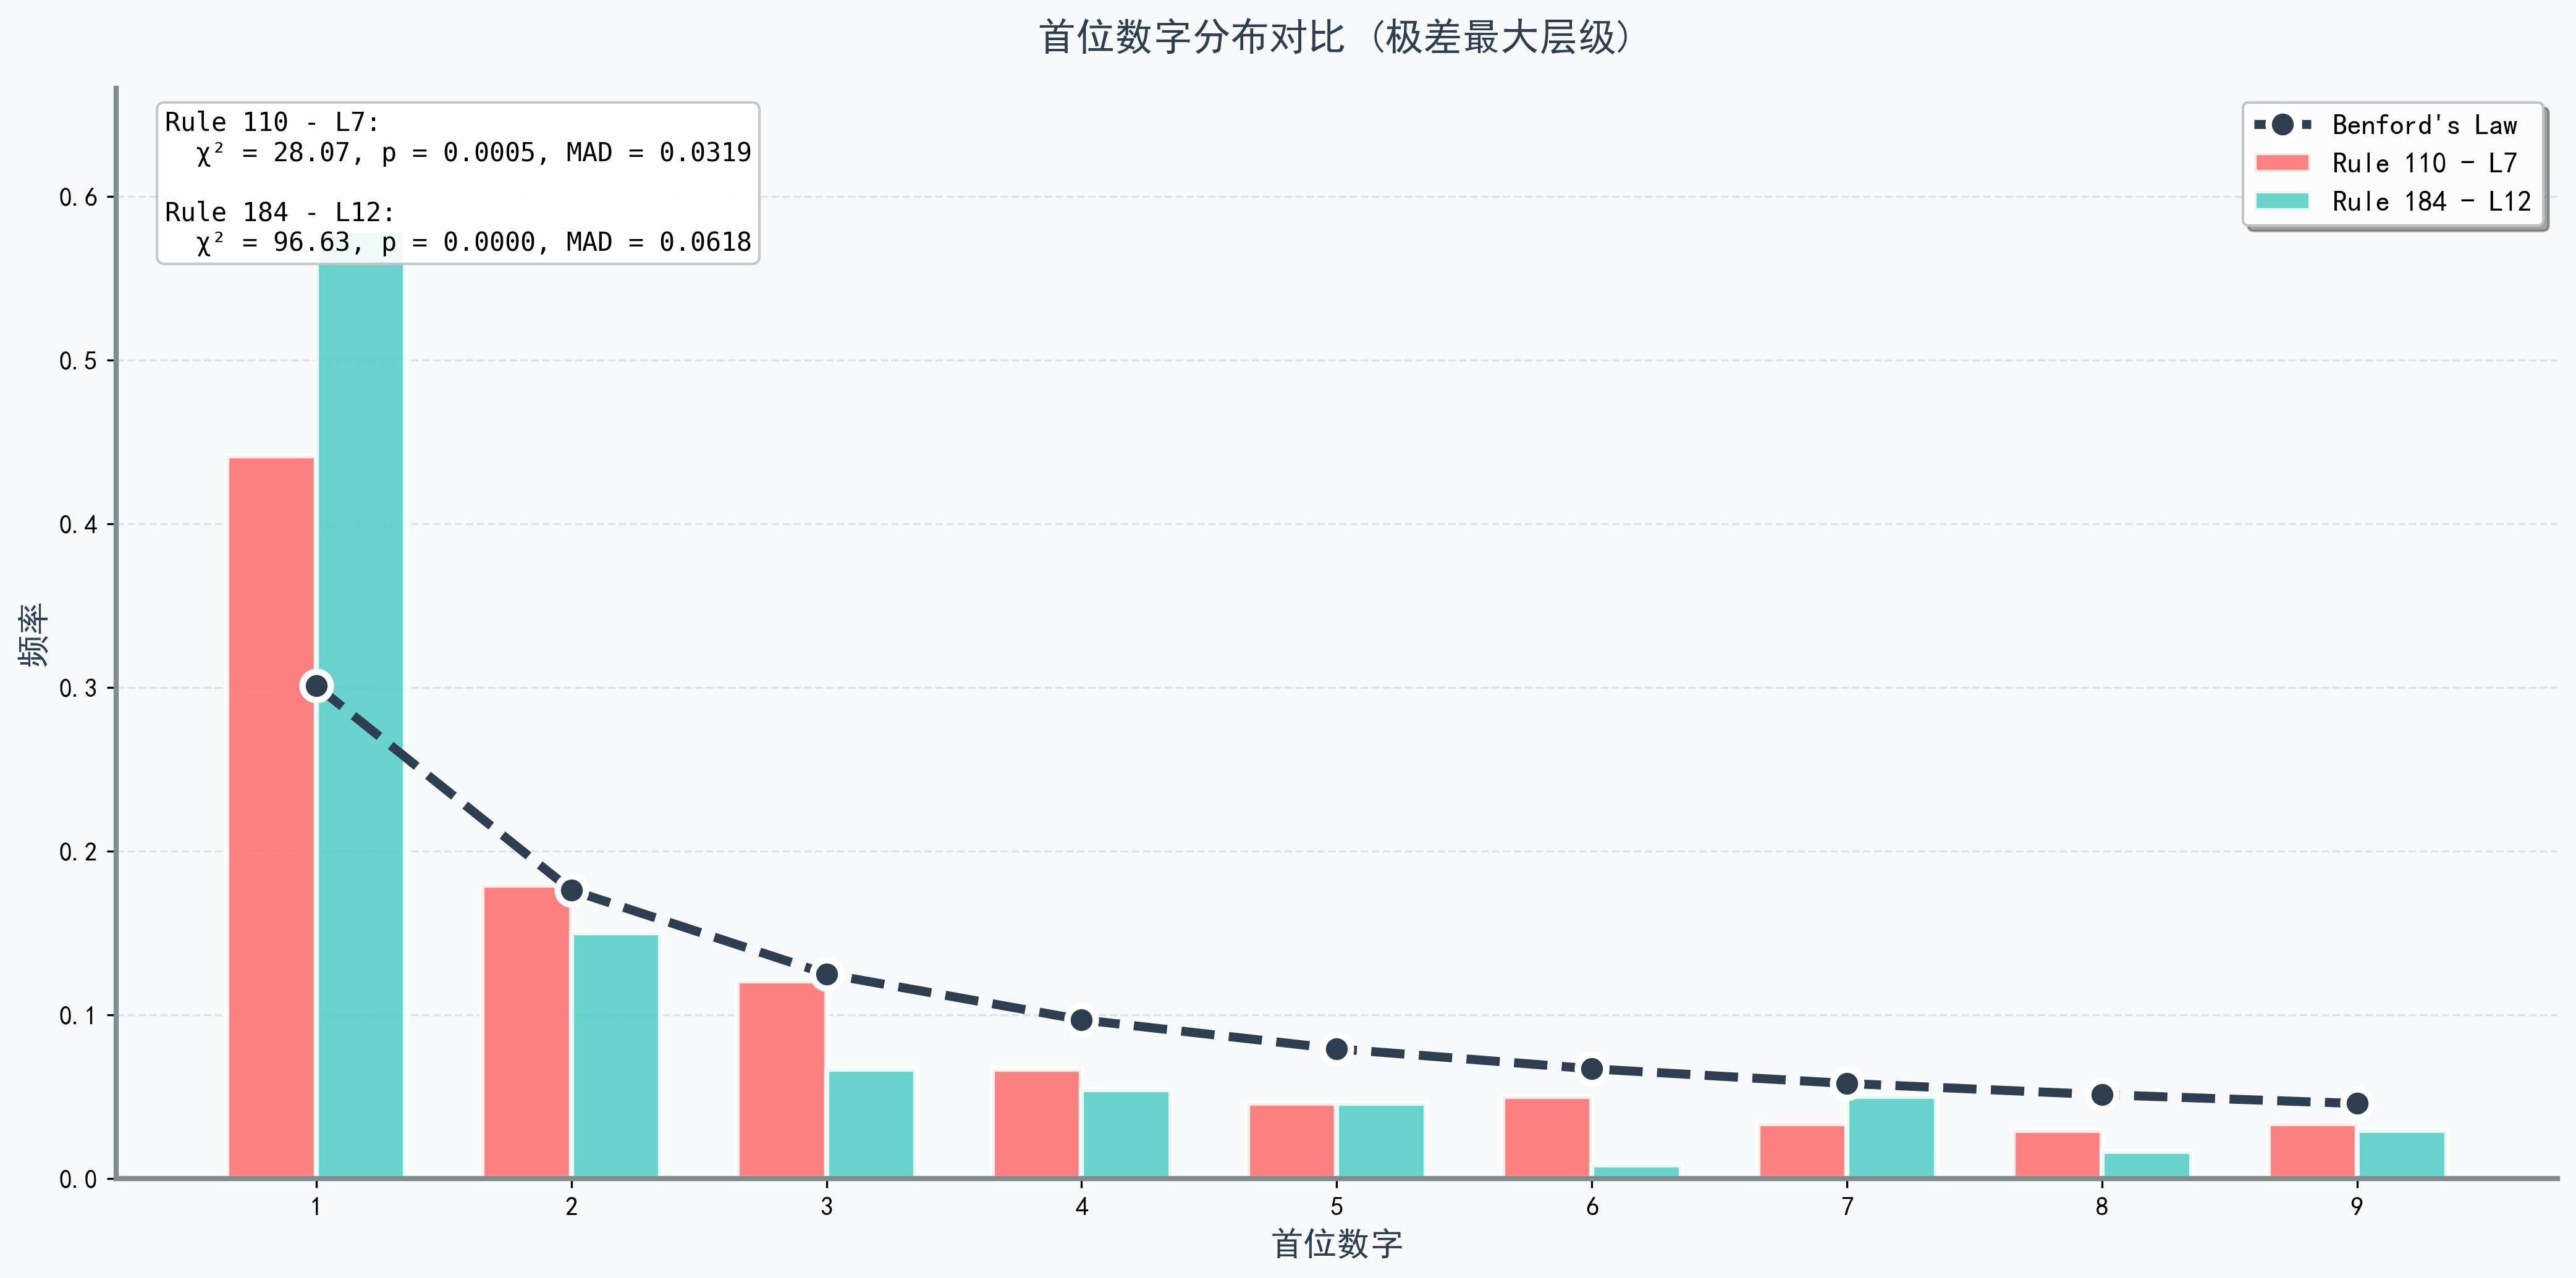 首位数字分布对比 (极差最大层级)
Rule 110 - L7:
χ² = 28.07, p = 0.0005, MAD = 0.0319
Rule 184 - L12:
χ² = 96.63, p = 0.0000, MAD = 0.0618
Benford's Law
Rule 110 - L7
Rule 184 - L12
频率
0.6
0.5
0.4
0.3
0.2
0.1
0.0
1 2 3 4 5 6 7 8 9
首位数字